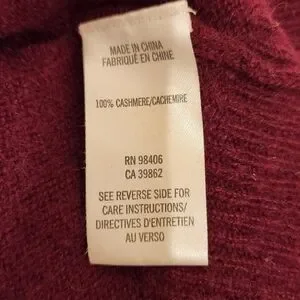 MADE IN CHINA
FABRIQUÉ EN CHINE
100% CASHMERE/CACHEMIRE
RN 98406
CA 39862
SEE REVERSE SIDE FOR
CARE INSTRUCTIONS/
DIRECTIVES D'ENTRETIEN
AU VERSO